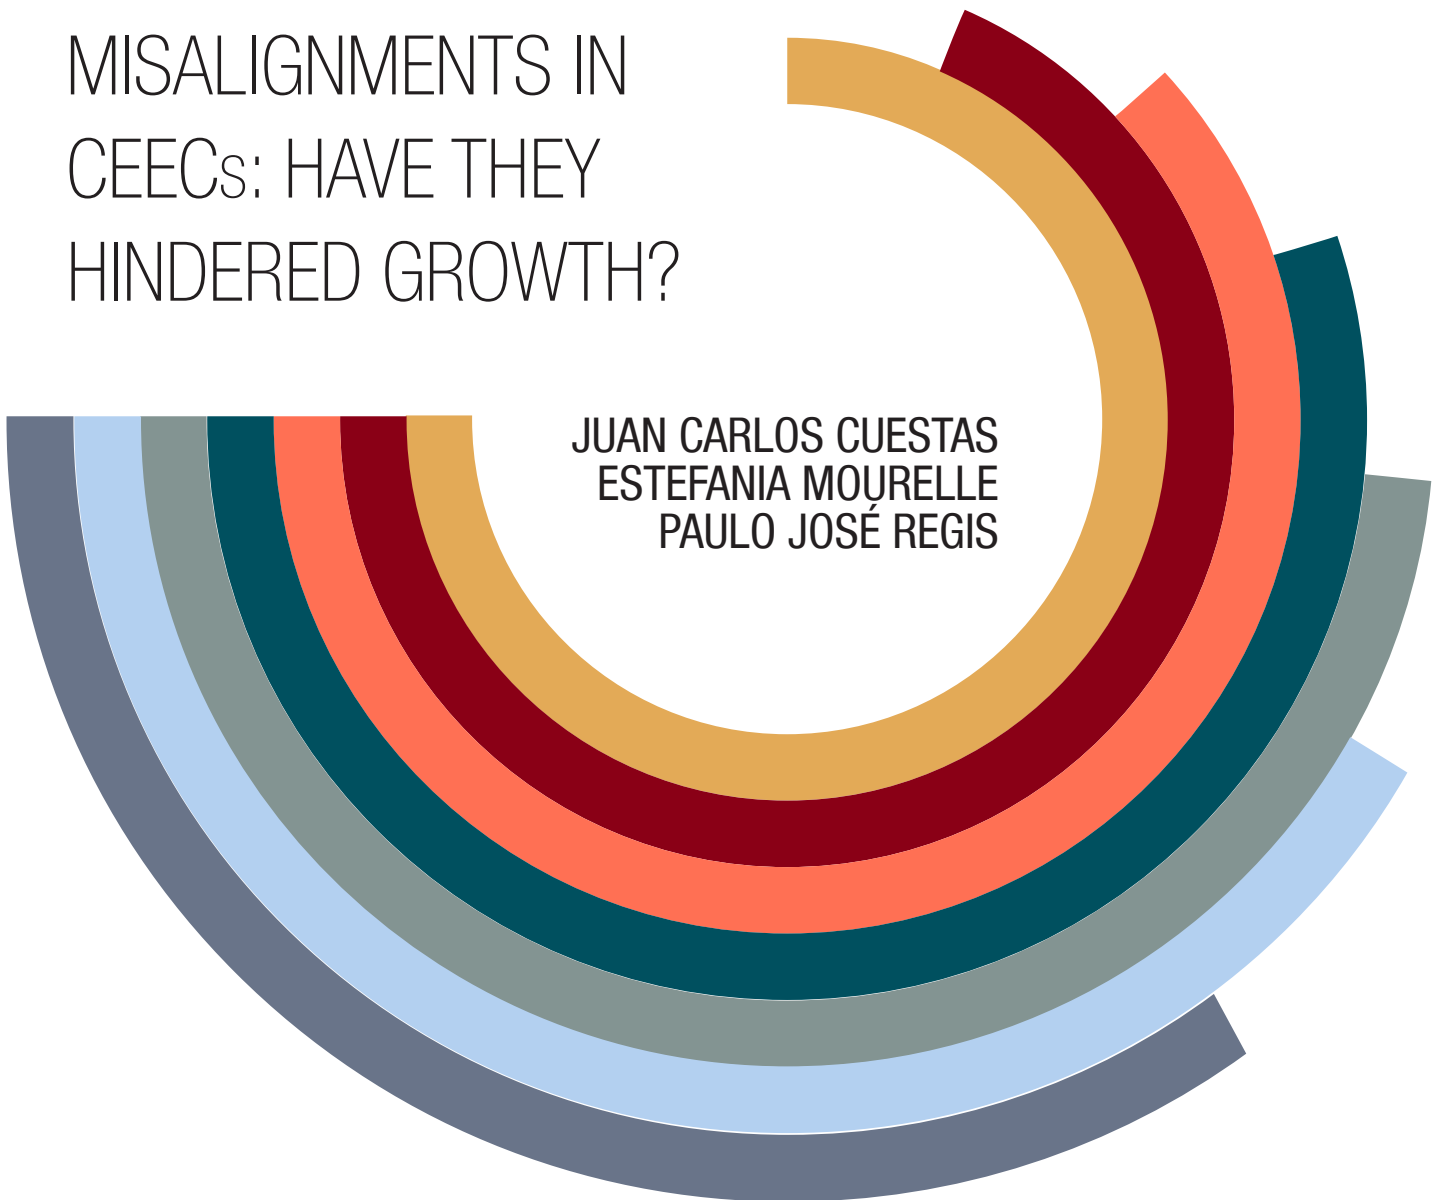 MISALIGNMENTS IN
CEECs: HAVE THEY
HINDERED GROWTH?
JUAN CARLOS CUESTAS
ESTEFANIA MOURELLE
PAULO JOSÉ REGIS